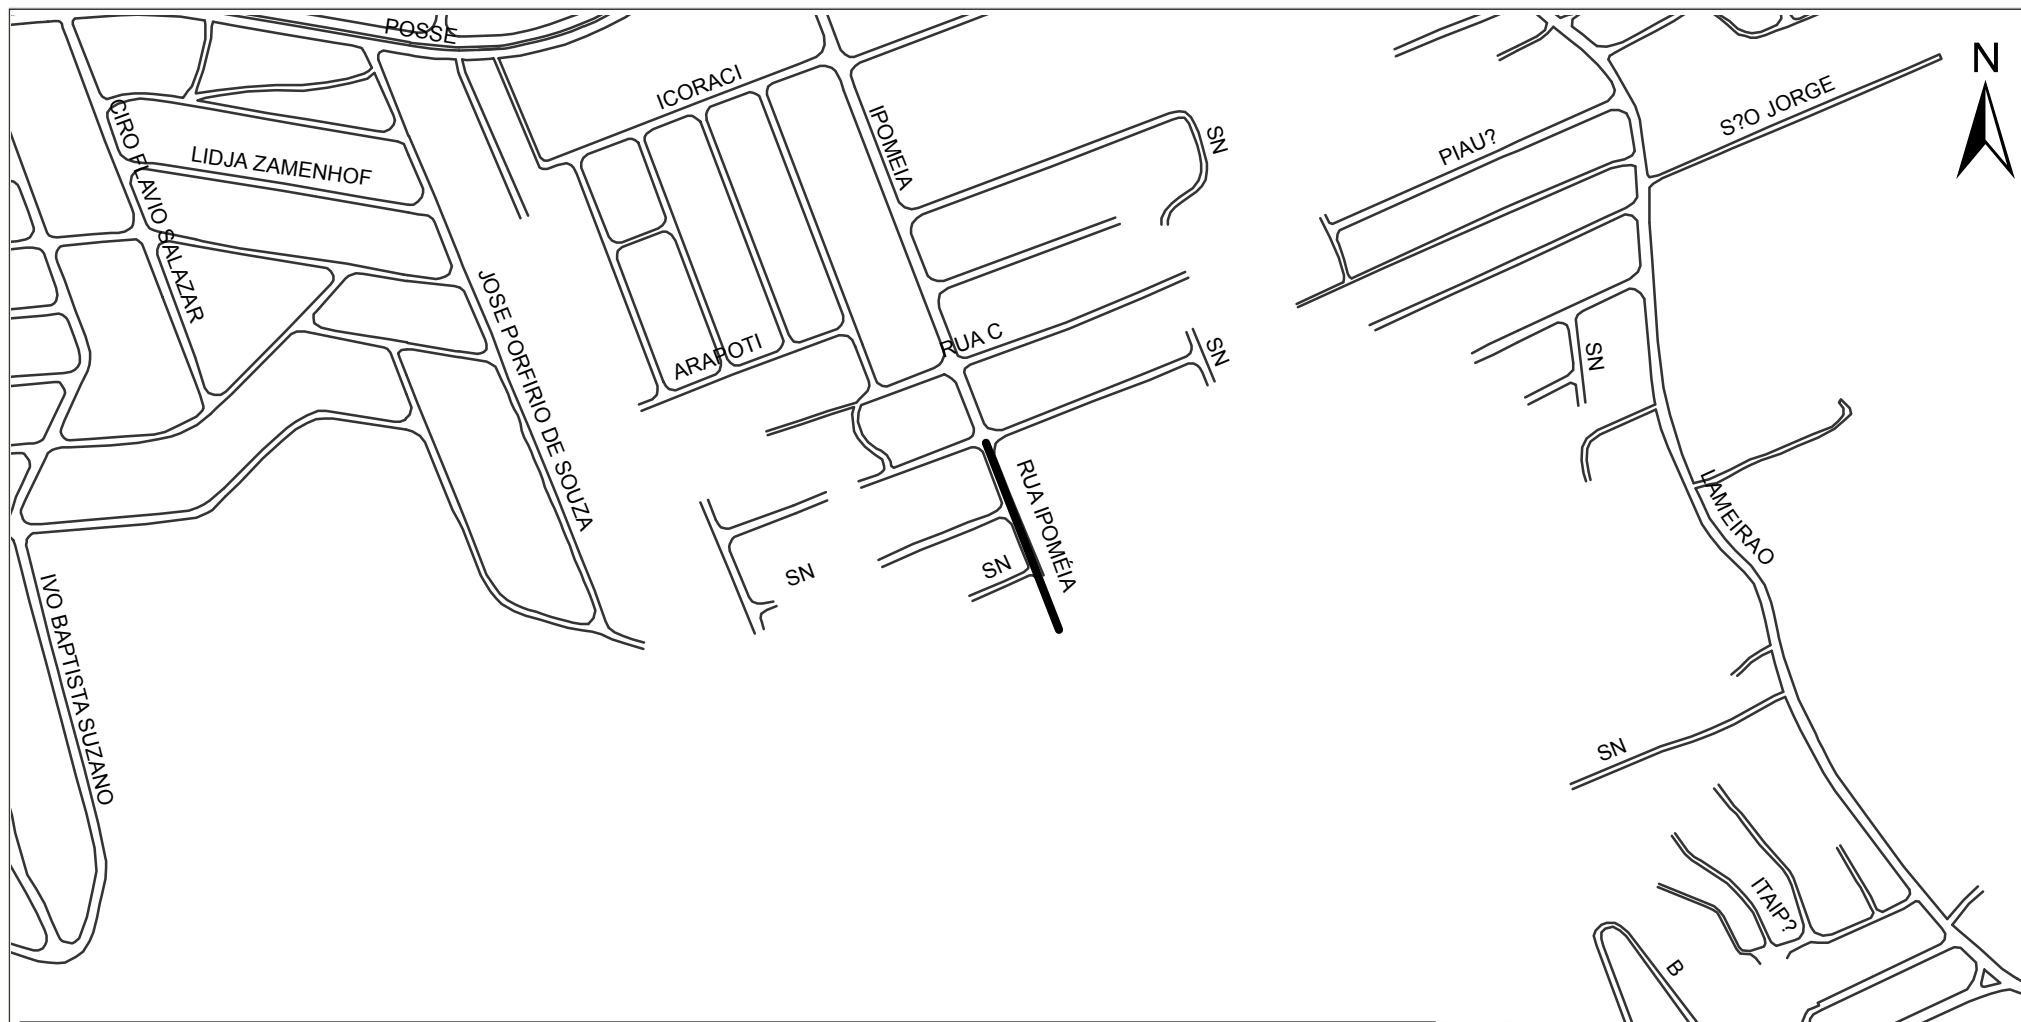 POSSE
N
ICORACI
S?O JORGE
CIRO FLAVIO SALAZAR
IPOMEIA
SN
PIAU?
LIDJA ZAMENHOF
JOSE PORFIRIO DE SOUZA
RUA C
ARAPOTI
SN
SN
RUA IPOMÉIA
LAMEIRAO
SN
SN
IVO BAPTISTA SUZANO
SN
ITAIP?
B